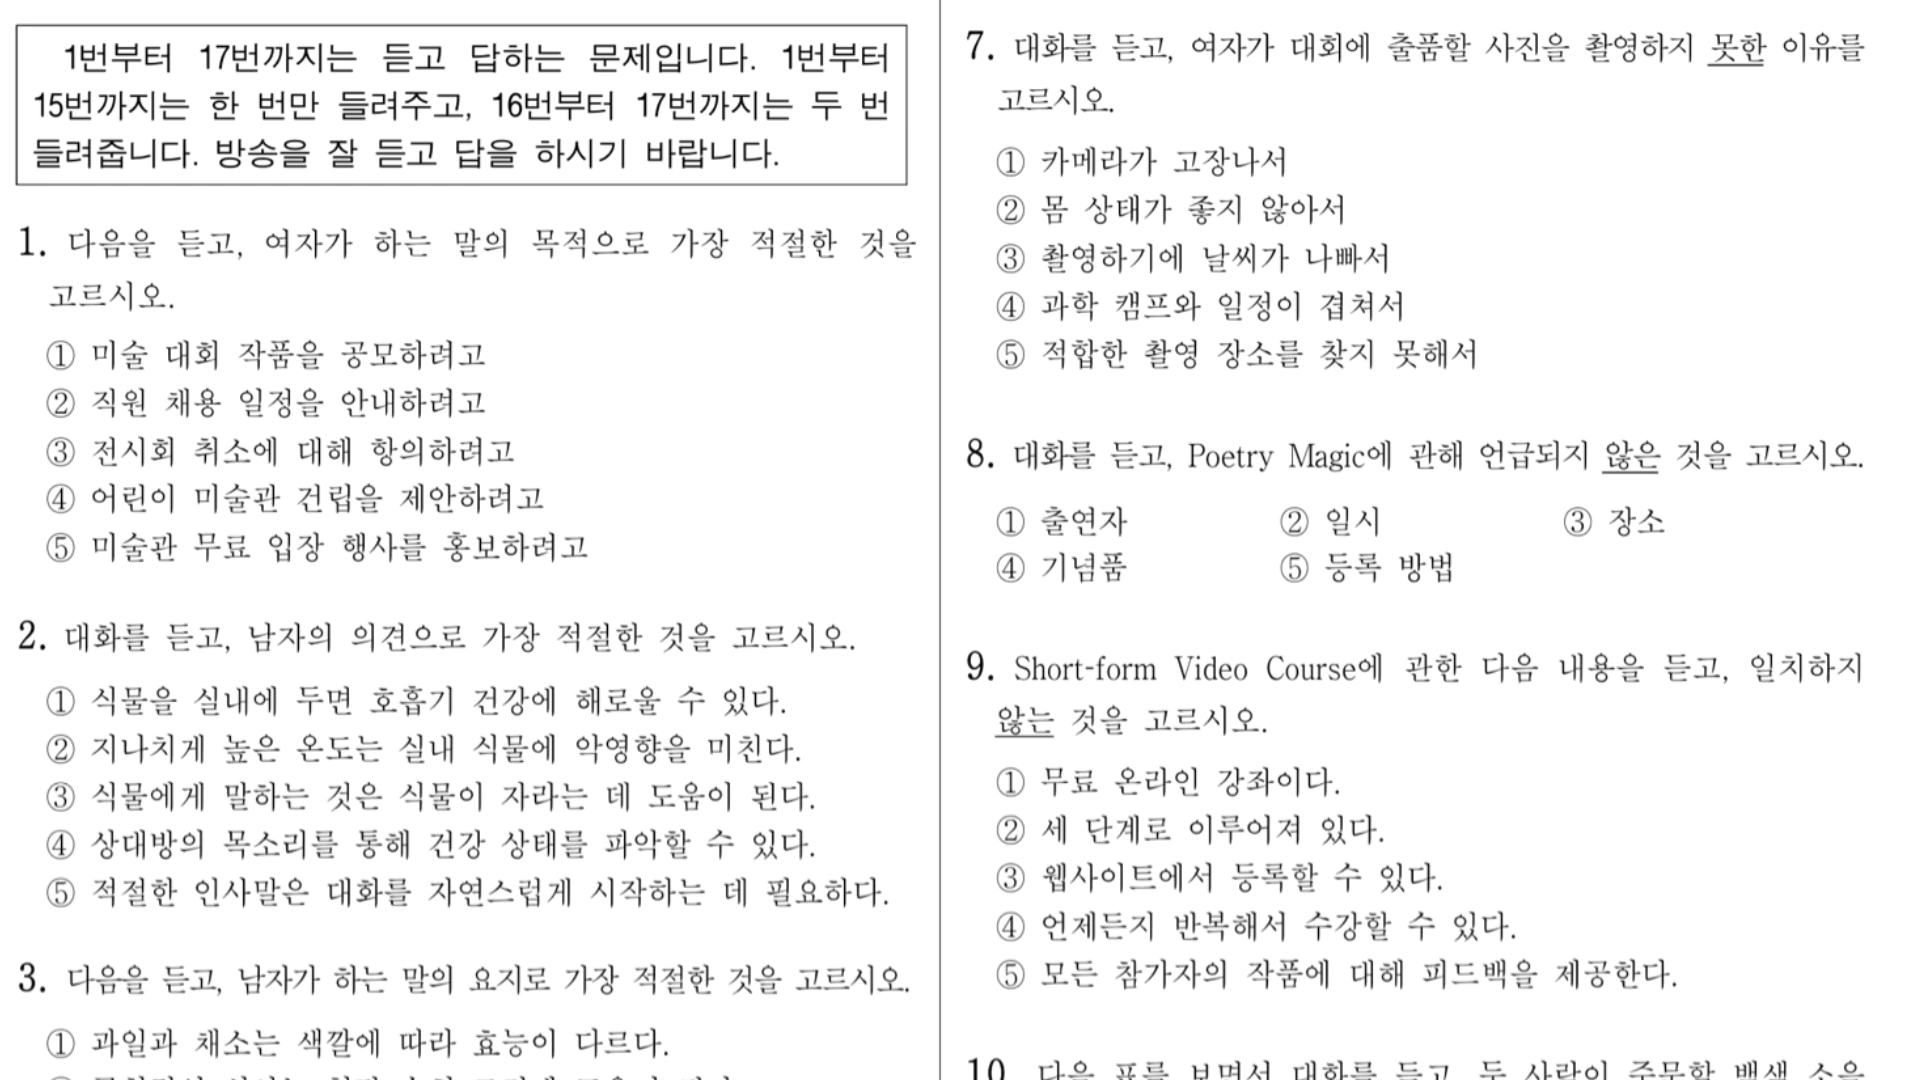 1번부터 17번까지는 듣고 답하는 문제입니다. 1번부터
15번까지는 한 번만 들려주고, 16번부터 17번까지는 두 번
들려줍니다. 방송을 잘 듣고 답을 하시기 바랍니다.
1. 다음을 듣고, 여자가 하는 말의 목적으로 가장 적절한 것을
고르시오.
① 미술 대회 작품을 공모하려고
② 직원 채용 일정을 안내하려고
③ 전시회 취소에 대해 항의하려고
④ 어린이 미술관 건립을 제안하려고
⑤ 미술관 무료 입장 행사를 홍보하려고
2. 대화를 듣고, 남자의 의견으로 가장 적절한 것을 고르시오.
① 식물을 실내에 두면 호흡기 건강에 해로울 수 있다.
② 지나치게 높은 온도는 실내 식물에 악영향을 미친다.
③ 식물에게 말하는 것은 식물이 자라는 데 도움이 된다.
④ 상대방의 목소리를 통해 건강 상태를 파악할 수 있다.
⑤ 적절한 인사말은 대화를 자연스럽게 시작하는 데 필요하다.
3. 다음을 듣고, 남자가 하는 말의 요지로 가장 적절한 것을 고르시오.
① 과일과 채소는 색깔에 따라 효능이 다르다.
7. 대화를 듣고, 여자가 대회에 출품할 사진을 촬영하지 못한 이유를
고르시오.
① 카메라가 고장나서
② 몸 상태가 좋지 않아서
③ 촬영하기에 날씨가 나빠서
④ 과학 캠프와 일정이 겹쳐서
⑤ 적합한 촬영 장소를 찾지 못해서
8. 대화를 듣고, Poetry Magic에 관해 언급되지 않은 것을 고르시오.
① 출연자 ② 일시 ③ 장소
④ 기념품 ⑤ 등록 방법
9. Short-form Video Course에 관한 다음 내용을 듣고, 일치하지
않는 것을 고르시오.
① 무료 온라인 강좌이다.
② 세 단계로 이루어져 있다.
③ 웹사이트에서 등록할 수 있다.
④ 언제든지 반복해서 수강할 수 있다.
⑤ 모든 참가자의 작품에 대해 피드백을 제공한다.
10. 다음 표를 보면서 대화를 듣고, 두 사람이 주문할 백색 소음